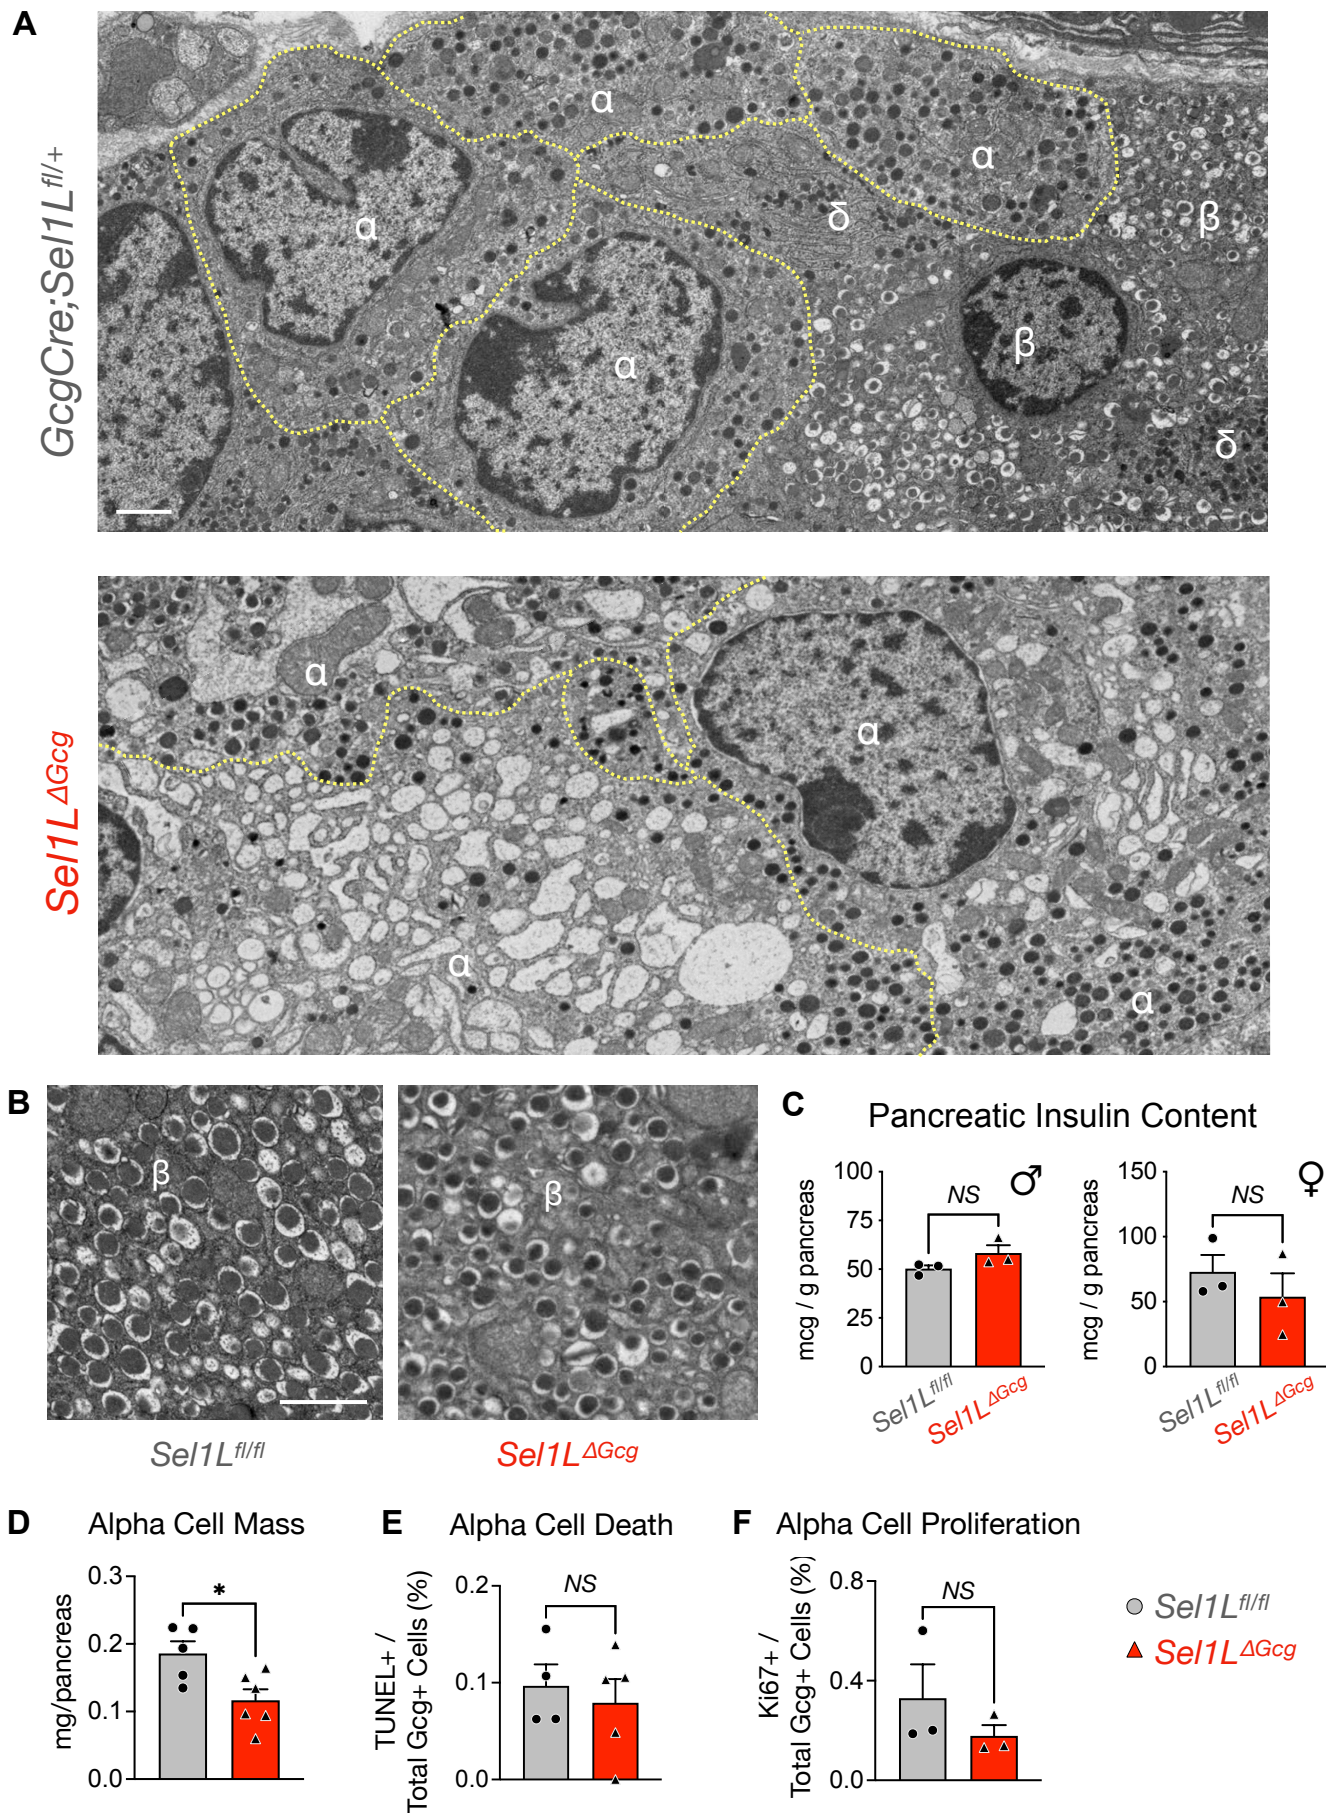 A
GcgCre;Sel1L^fl/+
α
α
α
α
δ
β
β
δ
Sel1L^ΔGcg
α
α
α
α
B
β
β
Sel1L^fl/fl
Sel1L^ΔGcg
C
Pancreatic Insulin Content
mcg / g pancreas
100
75
50
25
0
NS
♂
Sel1L^fl/fl
Sel1L^ΔGcg
mcg / g pancreas
150
100
50
0
NS
♀
Sel1L^fl/fl
Sel1L^ΔGcg
D
Alpha Cell Mass
mg/pancreas
0.3
0.2
0.1
0.0
*
E
Alpha Cell Death
TUNEL+ /
Total Gcg+ Cells (%)
0.2
0.1
0.0
NS
F
Alpha Cell Proliferation
Ki67+ /
Total Gcg+ Cells (%)
0.8
0.4
0.0
NS
Sel1L^fl/fl
Sel1L^ΔGcg